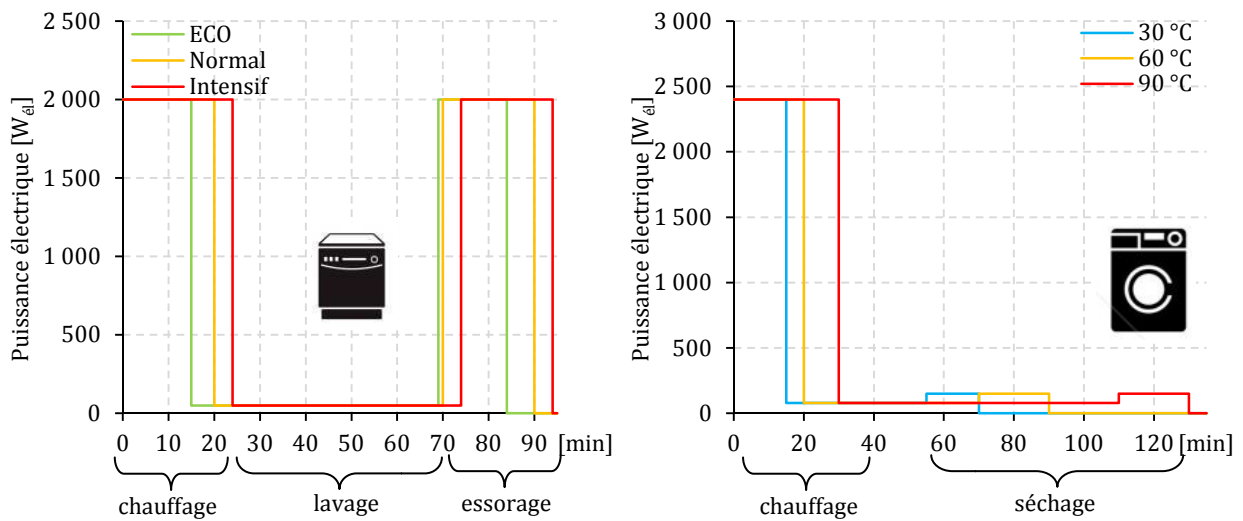 Puissance électrique [Wél]
2 500
2 000
1 500
1 000
500
0
ECO
Normal
Intensif
0 10 20 30 40 50 60 70 80 90 [min]
chauffage lavage essorage
Puissance électrique [Wél]
3 000
2 500
2 000
1 500
1 000
500
0
30 °C
60 °C
90 °C
0 20 40 60 80 100 120 [min]
chauffage séchage